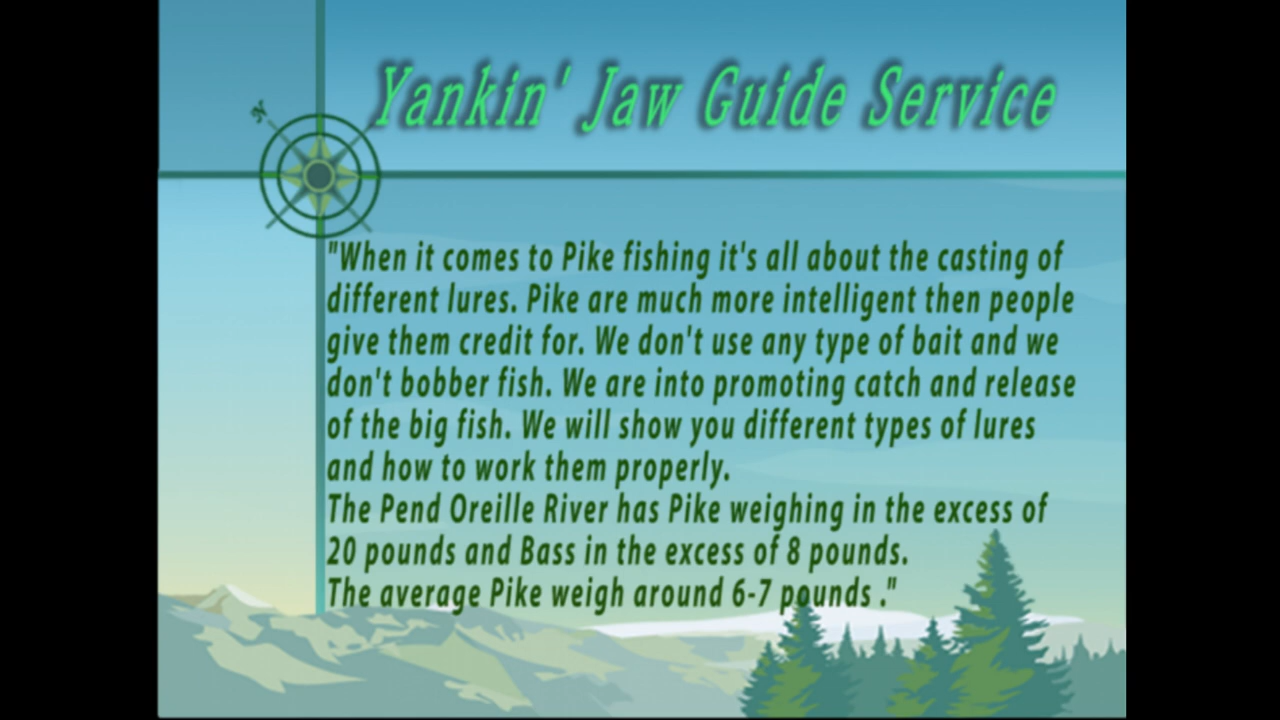 Yankin' Jaw Guide Service
N
"When it comes to Pike fishing it's all about the casting of
different lures. Pike are much more intelligent then people
give them credit for. We don't use any type of bait and we
don't bobber fish. We are into promoting catch and release
of the big fish. We will show you different types of lures
and how to work them properly.
The Pend Oreille River has Pike weighing in the excess of
20 pounds and Bass in the excess of 8 pounds.
The average Pike weigh around 6-7 pounds ."